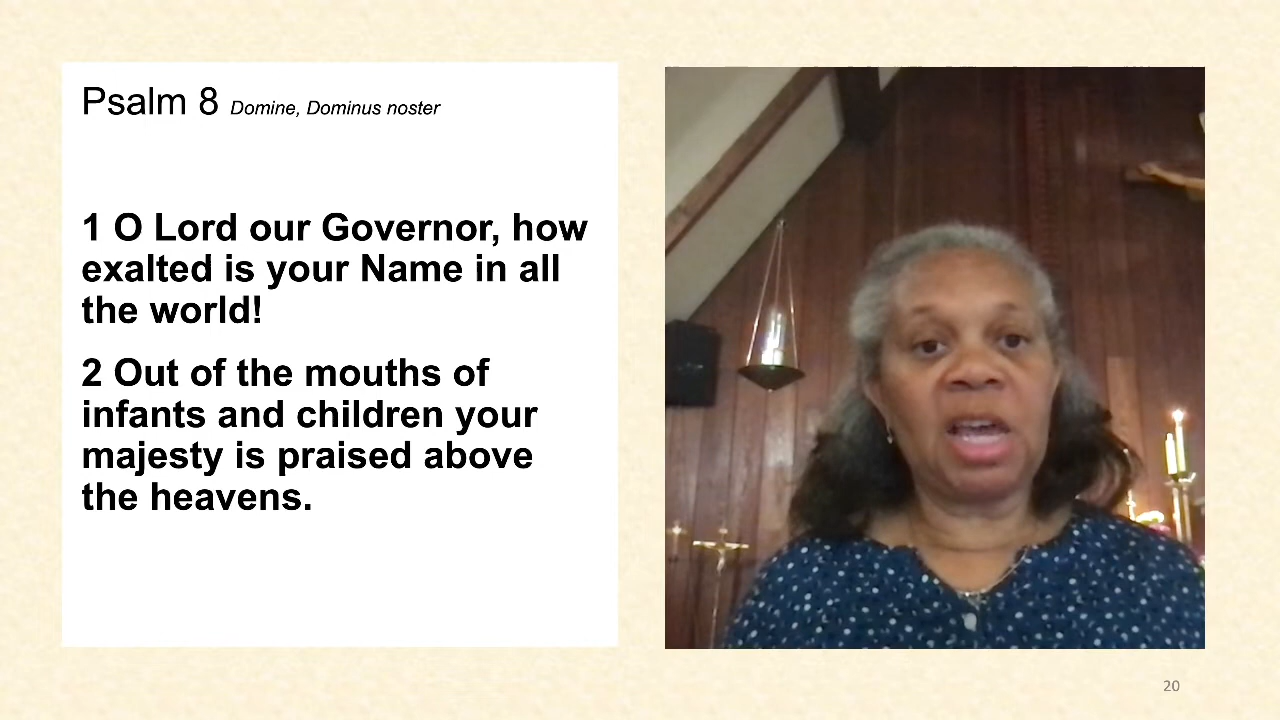 Psalm 8 Domine, Dominus noster
1 O Lord our Governor, how
exalted is your Name in all
the world!
2 Out of the mouths of
infants and children your
majesty is praised above
the heavens.
20